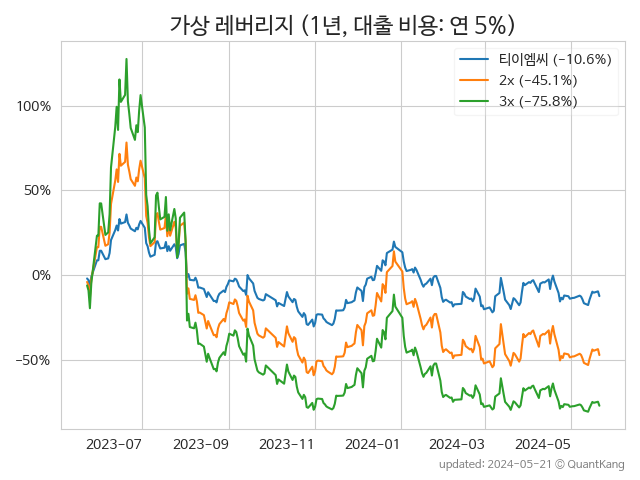 가상 레버리지 (1년, 대출 비용: 연 5%)
티이엠씨 (−10.6%)
2x (−45.1%)
3x (−75.8%)
100%
50%
0%
−50%
2023-07 2023-09 2023-11 2024-01 2024-03 2024-05
updated: 2024-05-21 © QuantKang